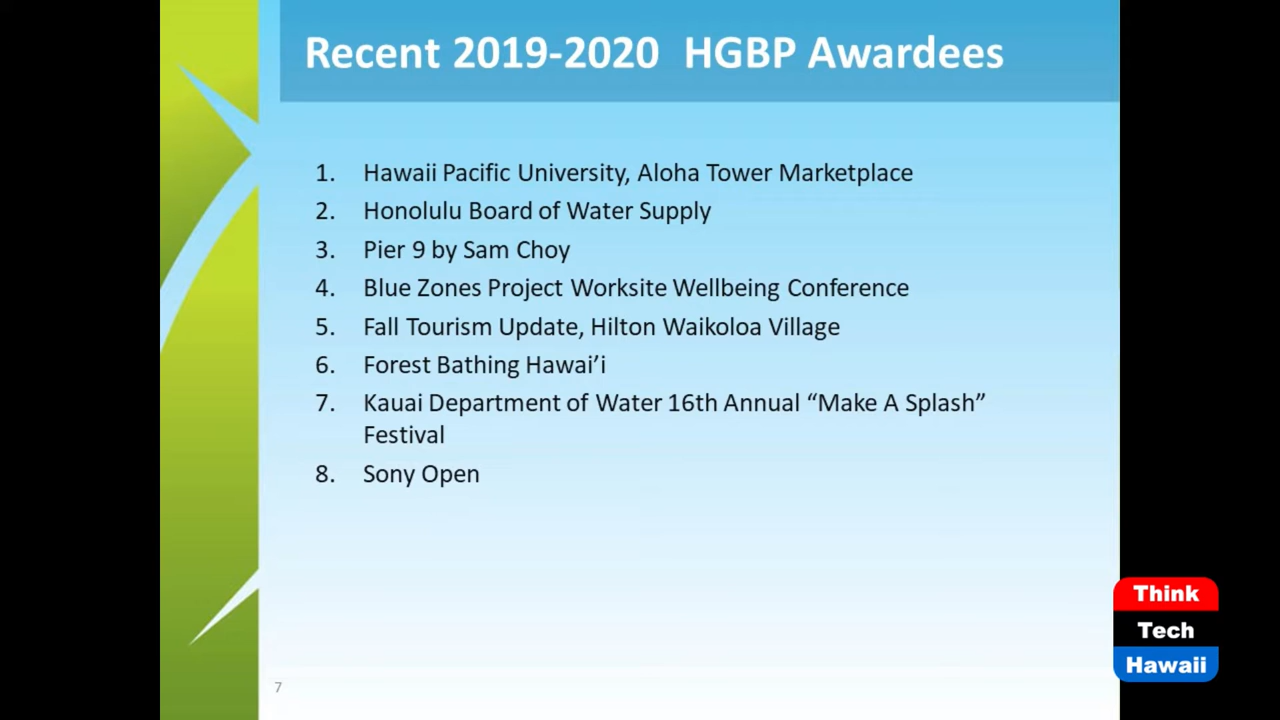 Recent 2019-2020 HGBP Awardees
1. Hawaii Pacific University, Aloha Tower Marketplace
2. Honolulu Board of Water Supply
3. Pier 9 by Sam Choy
4. Blue Zones Project Worksite Wellbeing Conference
5. Fall Tourism Update, Hilton Waikoloa Village
6. Forest Bathing Hawai’i
7. Kauai Department of Water 16th Annual “Make A Splash”
Festival
8. Sony Open
7
Think
Tech
Hawaii